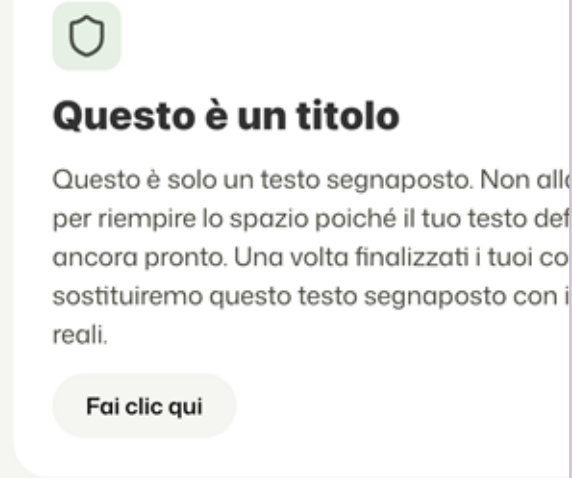 Questo è un titolo
Questo è solo un testo segnaposto. Non
per riempire lo spazio poiché il tuo testo
ancora pronto. Una volta finalizzati i tuoi
sostituiremo questo testo segnaposto con
reali.
Fai clic qui